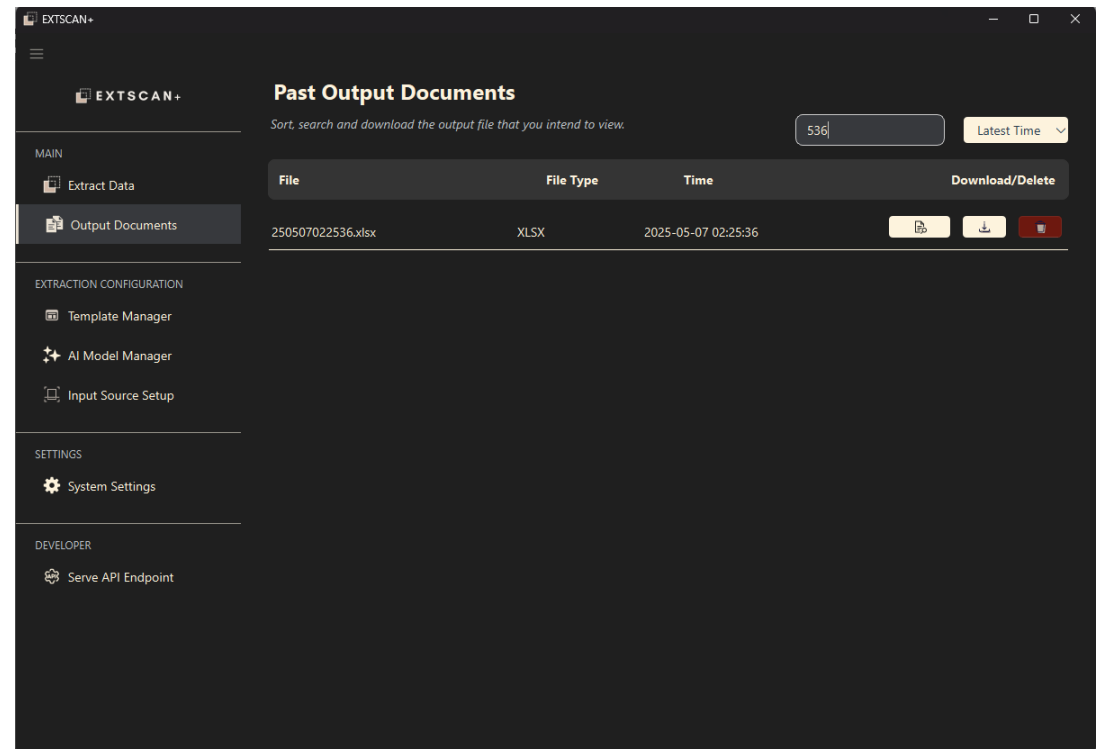 EXTSCAN+
EXTSCAN+
Past Output Documents
Sort, search and download the output file that you intend to view.
536
Latest Time
MAIN
Extract Data
Output Documents
File File Type Time Download/Delete
250507022536.xlsx XLSX 2025-05-07 02:25:36
EXTRACTION CONFIGURATION
Template Manager
AI Model Manager
Input Source Setup
SETTINGS
System Settings
DEVELOPER
Serve API Endpoint